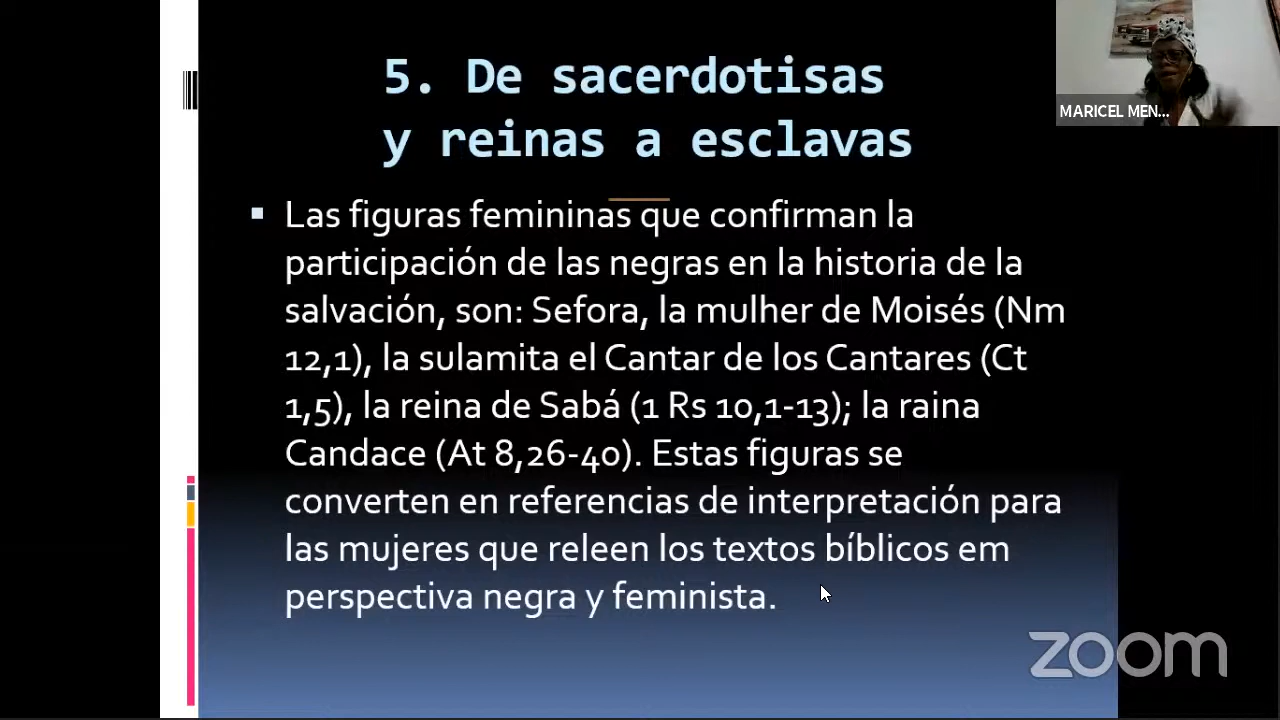 5. De sacerdotisas
y reinas a esclavas
Las figuras femininas que confirman la
participación de las negras en la historia de la
salvación, son: Sefora, la mulher de Moisés (Nm
12,1), la sulamita el Cantar de los Cantares (Ct
1,5), la reina de Sabá (1 Rs 10,1-13); la raina
Candace (At 8,26-40). Estas figuras se
converten en referencias de interpretación para
las mujeres que releen los textos bíblicos em
perspectiva negra y feminista.
MARICEL MEN...
zoom